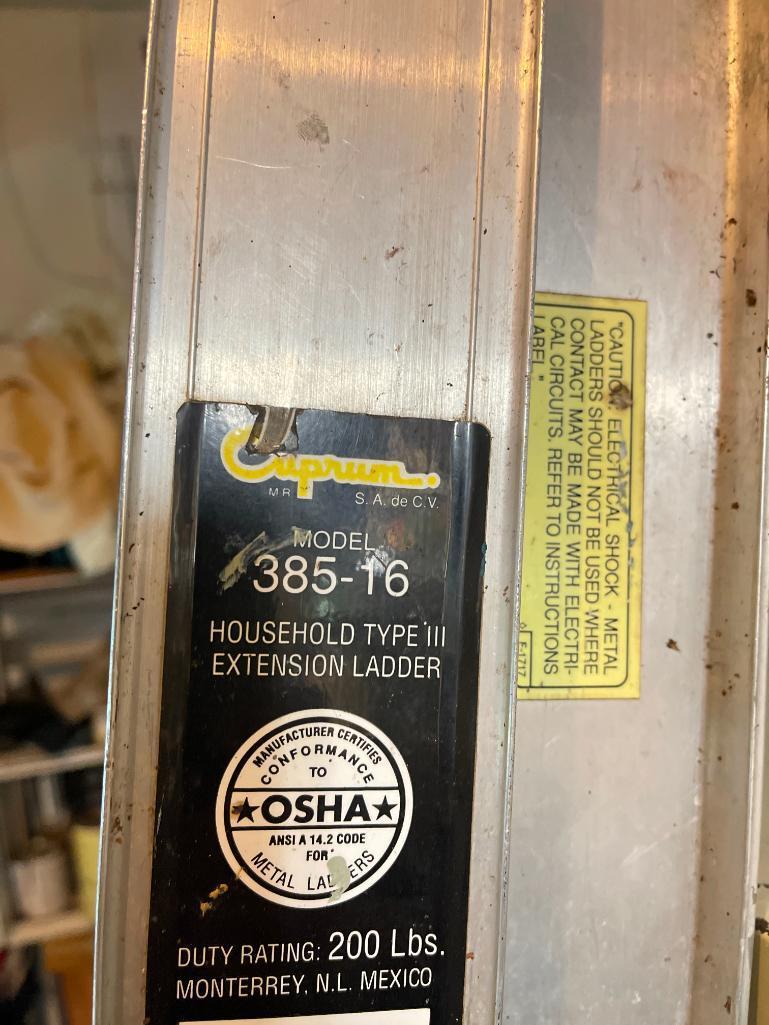 Cuprum
MR S. A. de C.V.
MODEL
385-16
HOUSEHOLD TYPE III
EXTENSION LADDER
MANUFACTURER CERTIFIES
CONFORMANCE
TO
★OSHA★
ANSI A 14.2 CODE
FOR
METAL LADDERS
DUTY RATING: 200 Lbs.
MONTERREY, N.L. MEXICO
"CAUTION ELECTRICAL SHOCK - METAL
LADDERS SHOULD NOT BE USED WHERE
CONTACT MAY BE MADE WITH ELECTRI-
CAL CIRCUITS. REFER TO INSTRUCTIONS
LABEL."
F-1717